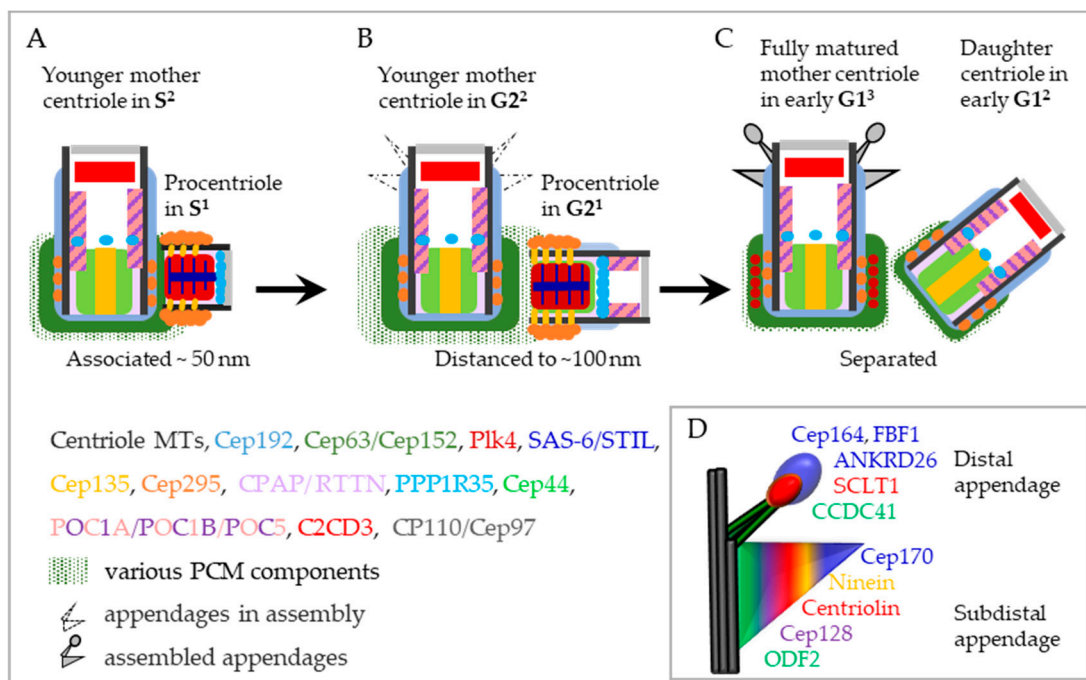 A
Younger mother
centriole in S²
Procentriole
in S¹
Associated ~ 50 nm
B
Younger mother
centriole in G2²
Procentriole
in G2¹
Distanced to ~100 nm
C
Fully matured
mother centriole
in early G1³
Daughter
centriole in
early G1²
Separated
Centriole MTs, Cep192, Cep63/Cep152, Plk4, SAS-6/STIL,
Cep135, Cep295, CPAP/RTTN, PPP1R35, Cep44,
POC1A/POC1B/POC5, C2CD3, CP110/Cep97
various PCM components
appendages in assembly
assembled appendages
D
Cep164, FBF1
ANKRD26
SCLT1
CCDC41
Distal
appendage
Cep170
Ninein
Centriolin
Cep128
ODF2
Subdistal
appendage